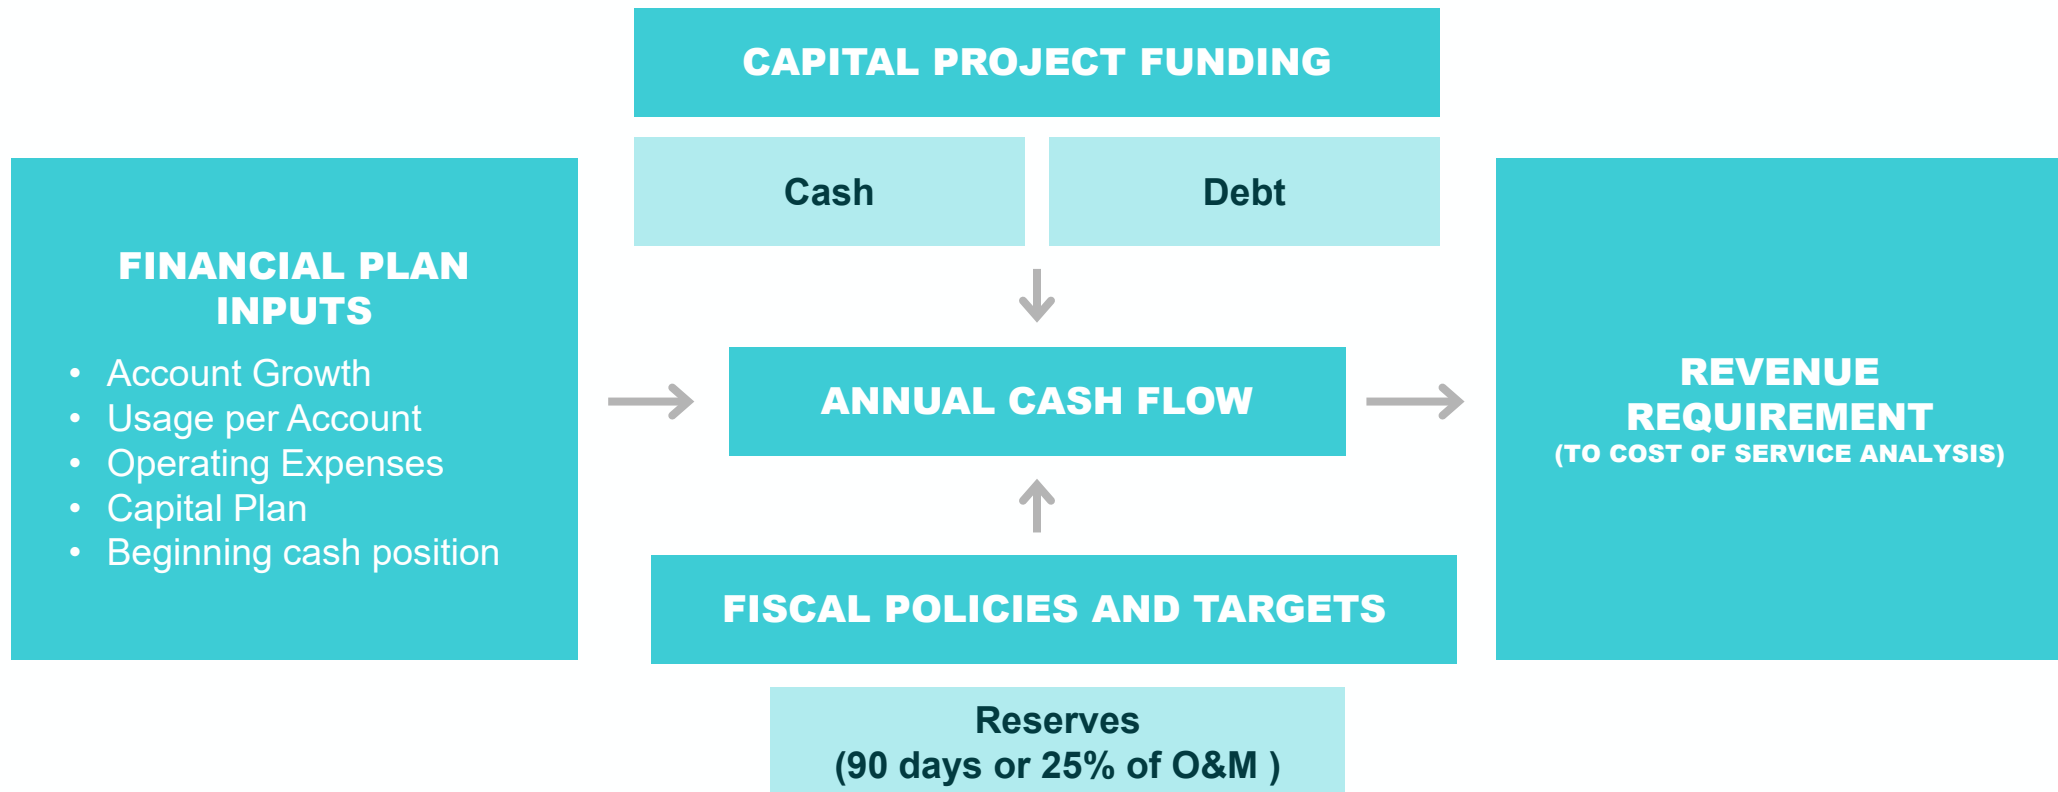 CAPITAL PROJECT FUNDING
Cash
Debt
FINANCIAL PLAN
INPUTS
• Account Growth
• Usage per Account
• Operating Expenses
• Capital Plan
• Beginning cash position
ANNUAL CASH FLOW
FISCAL POLICIES AND TARGETS
Reserves
(90 days or 25% of O&M )
REVENUE
REQUIREMENT
(TO COST OF SERVICE ANALYSIS)